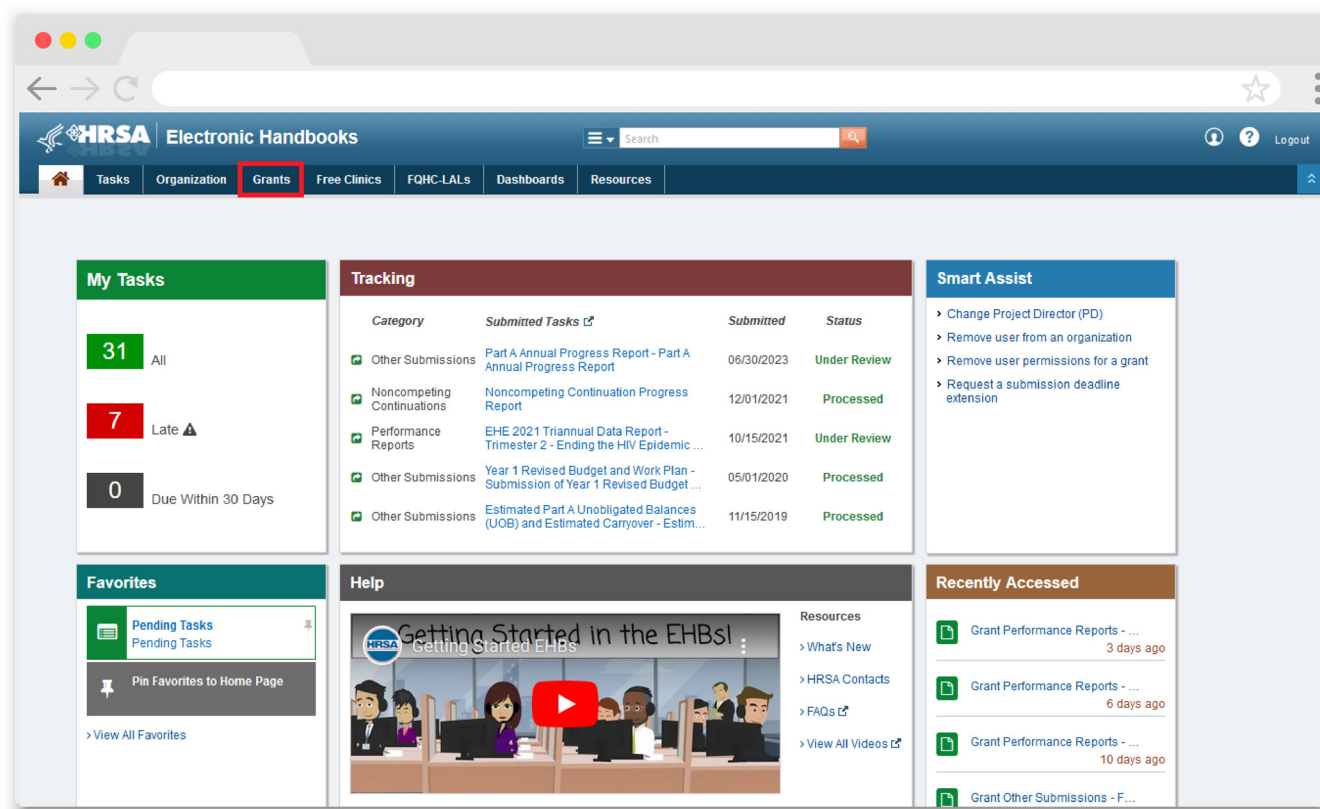 HRSA Electronic Handbooks
Search
Logout
Tasks Organization Grants Free Clinics FQHC-LALs Dashboards Resources
My Tasks
31 All
7 Late
0 Due Within 30 Days
Tracking
Category Submitted Tasks Submitted Status
Other Submissions Part A Annual Progress Report - Part A 06/30/2023 Under Review
Annual Progress Report
Noncompeting Noncompeting Continuation Progress 12/01/2021 Processed
Continuations Report
Performance EHE 2021 Triannual Data Report - 10/15/2021 Under Review
Reports Trimester 2 - Ending the HIV Epidemic ...
Other Submissions Year 1 Revised Budget and Work Plan - 05/01/2020 Processed
Submission of Year 1 Revised Budget ...
Other Submissions Estimated Part A Unobligated Balances 11/15/2019 Processed
(UOB) and Estimated Carryover - Estim...
Smart Assist
Change Project Director (PD)
Remove user from an organization
Remove user permissions for a grant
Request a submission deadline
extension
Favorites
Pending Tasks
Pending Tasks
Pin Favorites to Home Page
View All Favorites
Help
Getting Started in the EHBs!
HRSA Getting Started EHBs
Resources
What's New
HRSA Contacts
FAQs
View All Videos
Recently Accessed
Grant Performance Reports - ...
3 days ago
Grant Performance Reports - ...
6 days ago
Grant Performance Reports - ...
10 days ago
Grant Other Submissions - F...